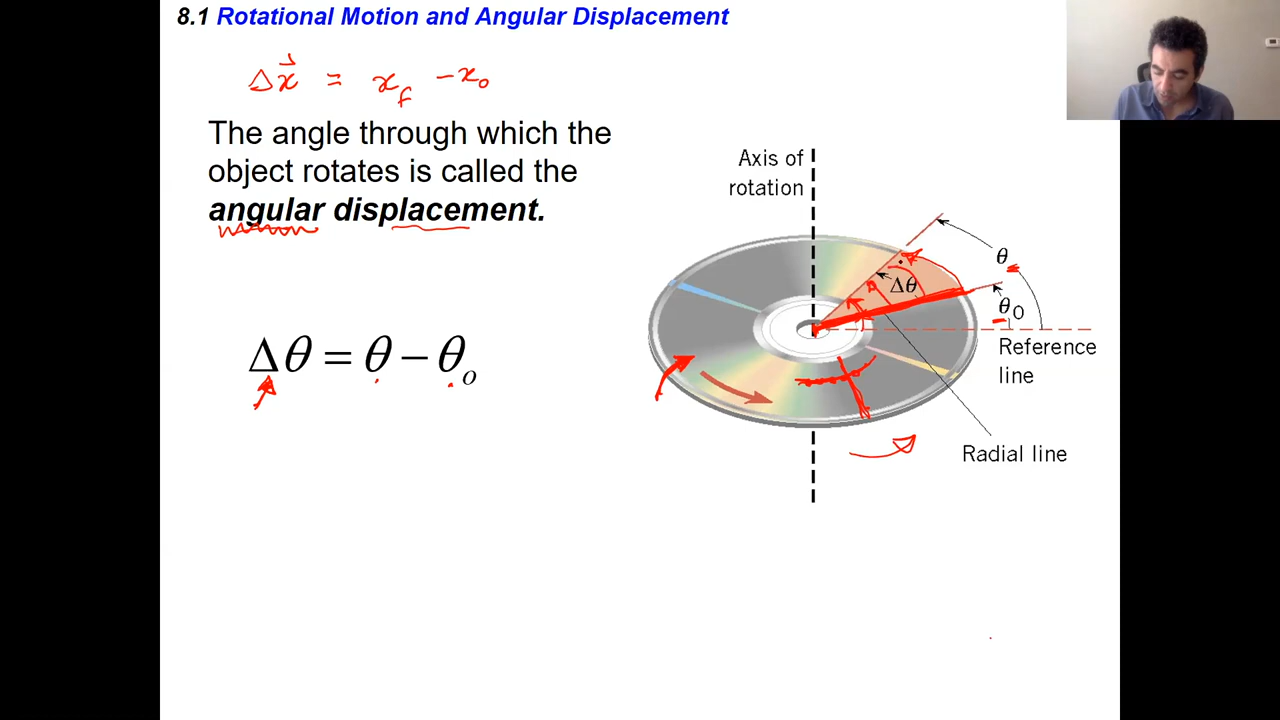 8.1 Rotational Motion and Angular Displacement
Δx⃗ = x_f − x_o
The angle through which the
object rotates is called the
angular displacement.
Δθ = θ − θ_o
Axis of
rotation
θ
Δθ
θ_0
Reference
line
Radial line